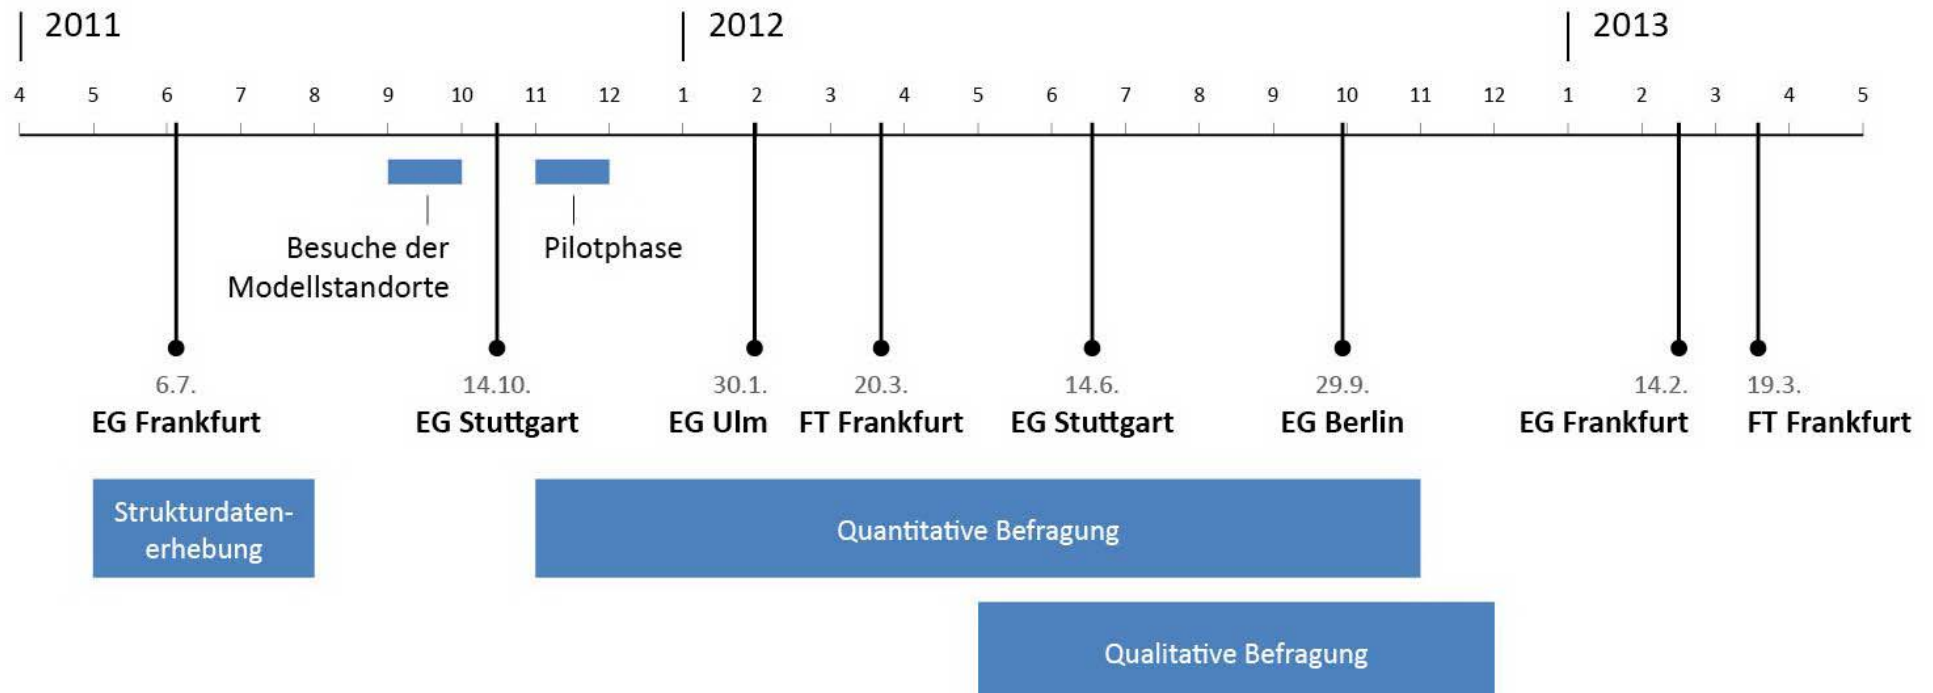 2011 2012 2013
4 5 6 7 8 9 10 11 12 1 2 3 4 5 6 7 8 9 10 11 12 1 2 3 4 5
Besuche der
Modellstandorte
Pilotphase
6.7. 14.10. 30.1. 20.3. 14.6. 29.9. 14.2. 19.3.
EG Frankfurt EG Stuttgart EG Ulm FT Frankfurt EG Stuttgart EG Berlin EG Frankfurt FT Frankfurt
Strukturdaten-
erhebung
Quantitative Befragung
Qualitative Befragung